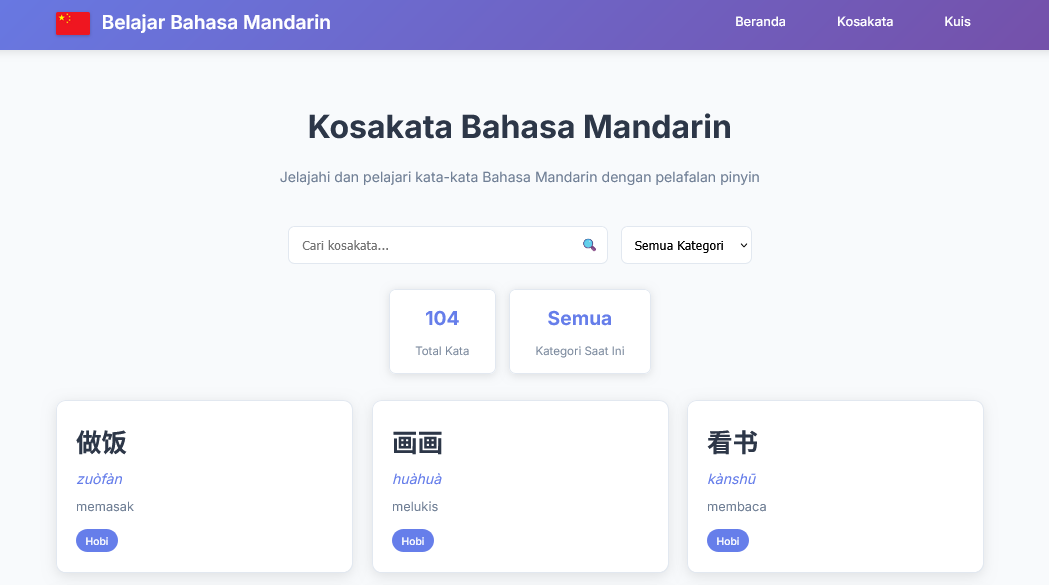 Belajar Bahasa Mandarin
Beranda Kosakata Kuis
Kosakata Bahasa Mandarin
Jelajahi dan pelajari kata-kata Bahasa Mandarin dengan pelafalan pinyin
Cari kosakata...
Semua Kategori
104
Total Kata
Semua
Kategori Saat Ini
做饭
zuòfàn
memasak
Hobi
画画
huàhuà
melukis
Hobi
看书
kànshū
membaca
Hobi